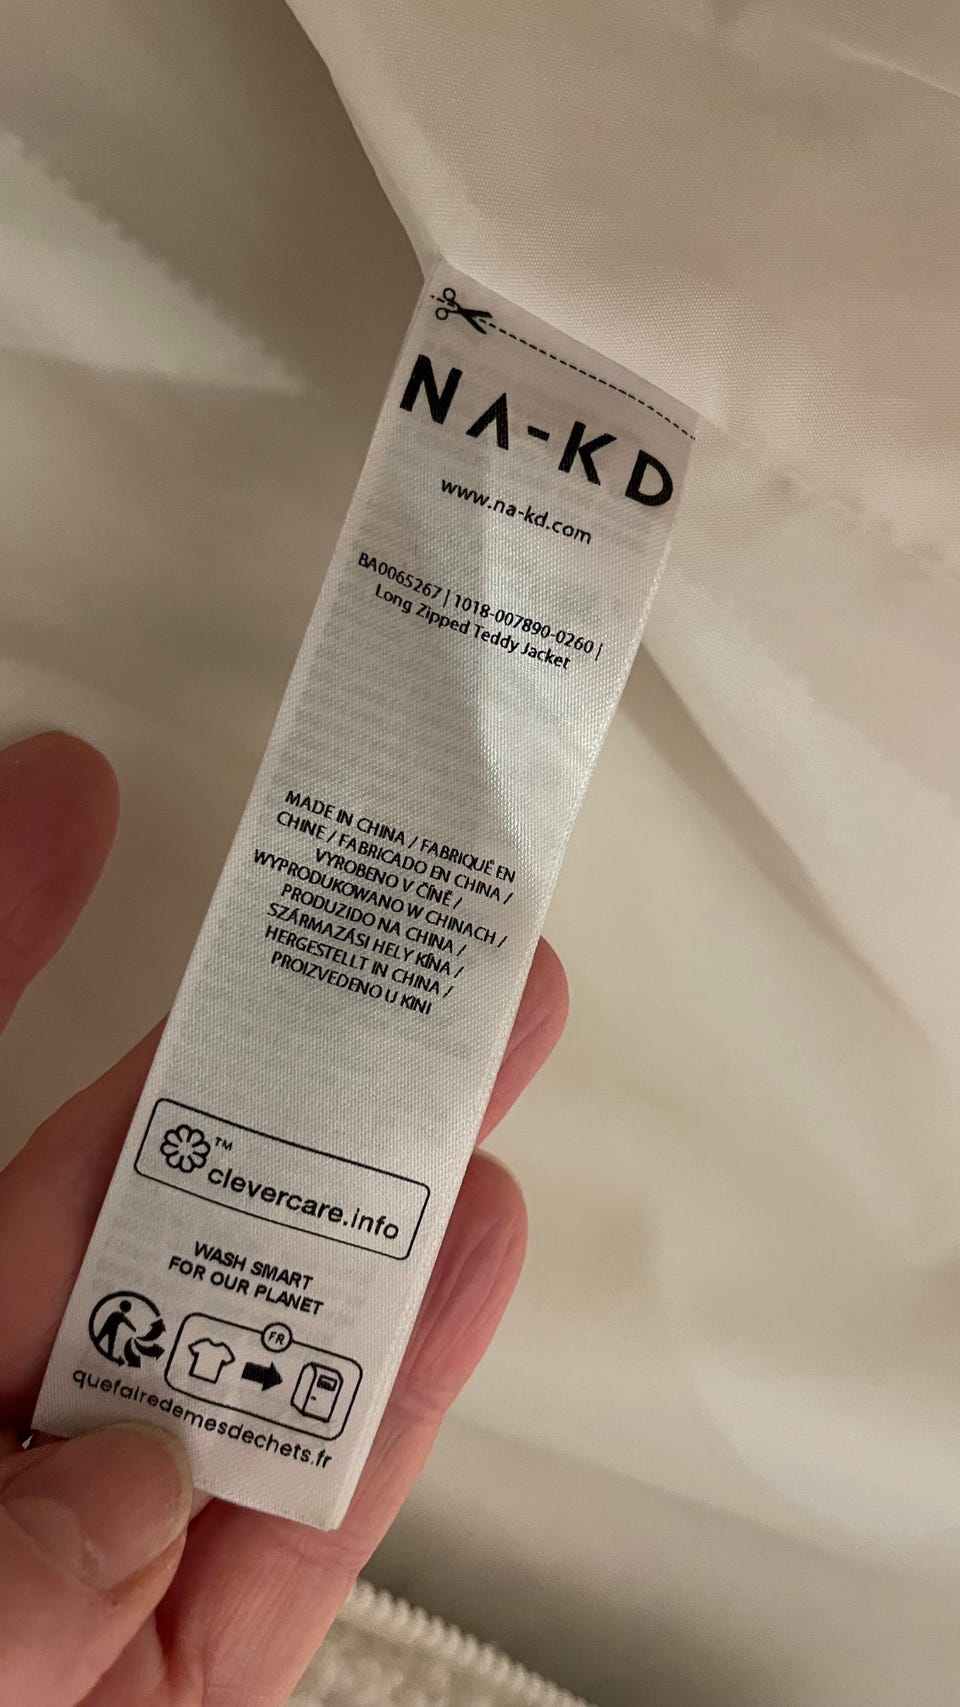 NA-KD
www.na-kd.com
BA0065267 | 1018-007890-0260 |
Long Zipped Teddy Jacket
MADE IN CHINA / FABRIQUÉ EN
CHINE / FABRICADO EN CHINA /
VYROBENO V ČÍNĚ /
WYPRODUKOWANO W CHINACH /
PRODUZIDO NA CHINA /
SZÁRMAZÁSI HELY KÍNA /
HERGESTELLT IN CHINA /
PROIZVEDENO U KINI
™
clevercare.info
WASH SMART
FOR OUR PLANET
FR
quefairedemesdechets.fr